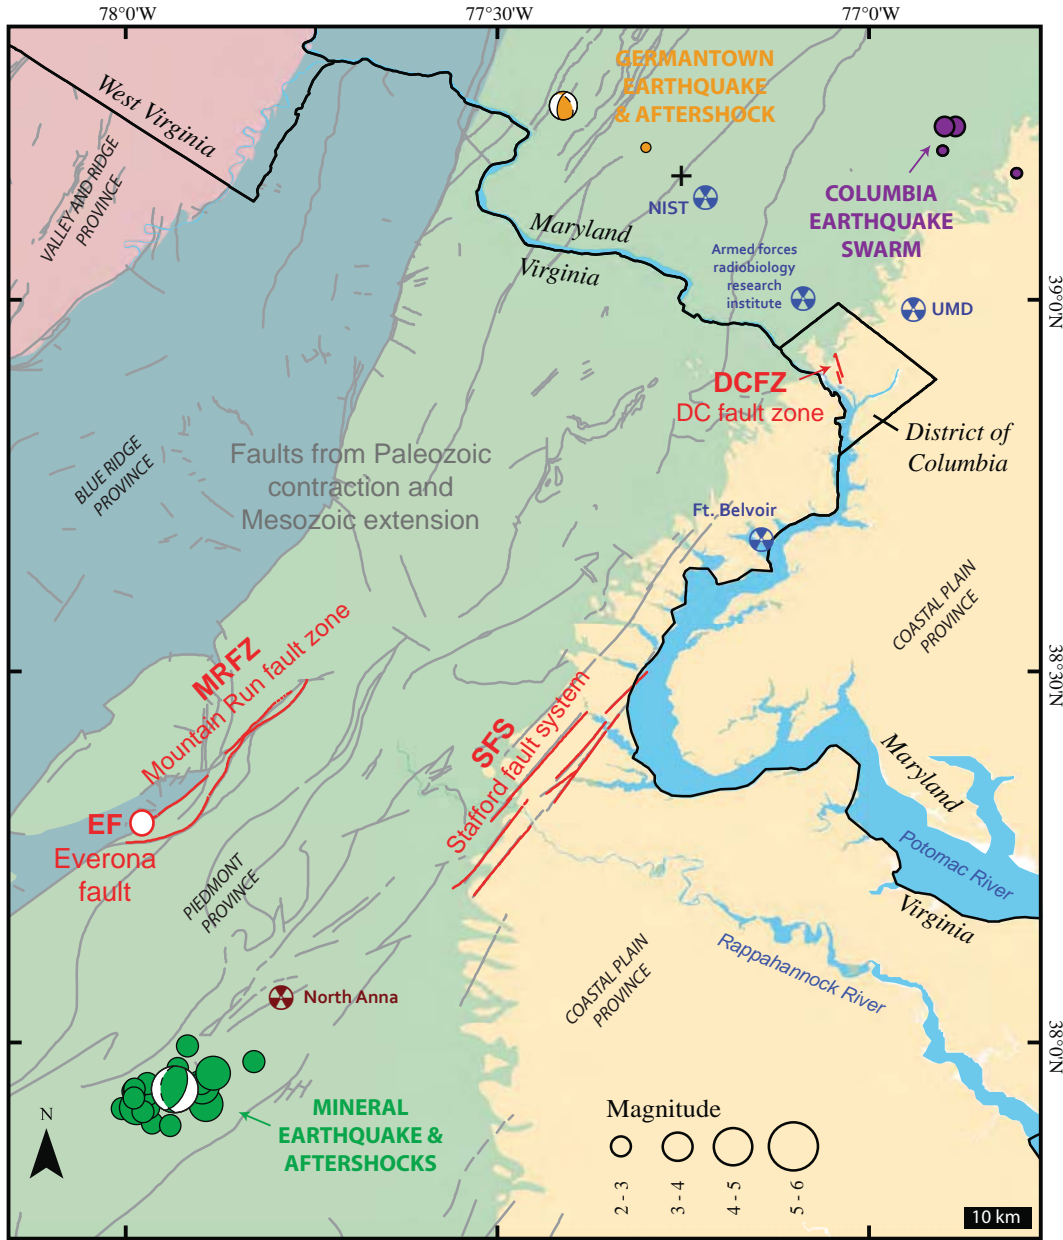 78°0'W
77°30'W
77°0'W
West Virginia
VALLEY AND RIDGE
PROVINCE
GERMANTOWN
EARTHQUAKE
& AFTERSHOCK
NIST
Maryland
Virginia
COLUMBIA
EARTHQUAKE
SWARM
Armed forces
radiobiology
research
institute
UMD
39°0'N
DCFZ
DC fault zone
District of
Columbia
BLUE RIDGE
PROVINCE
Faults from Paleozoic
contraction and
Mesozoic extension
Ft. Belvoir
COASTAL PLAIN
PROVINCE
MRFZ
Mountain Run fault zone
38°30'N
SFS
Stafford fault system
EF
Everona
fault
Maryland
Potomac River
Virginia
PIEDMONT
PROVINCE
COASTAL PLAIN
PROVINCE
Rappahannock River
North Anna
38°0'N
N
MINERAL
EARTHQUAKE &
AFTERSHOCKS
Magnitude
2 - 3
3 - 4
4 - 5
5 - 6
10 km